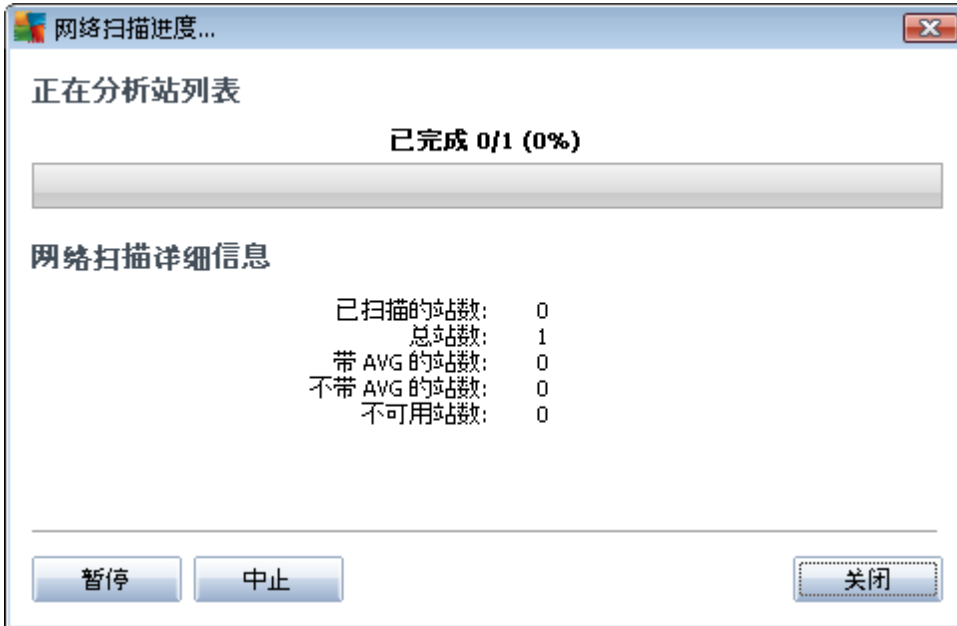 网络扫描进度...
正在分析站列表
已完成 0/1 (0%)
网络扫描详细信息
已扫描的站数: 0
总站数: 1
带 AVG 的站数: 0
不带 AVG 的站数: 0
不可用站数: 0
暂停 中止 关闭